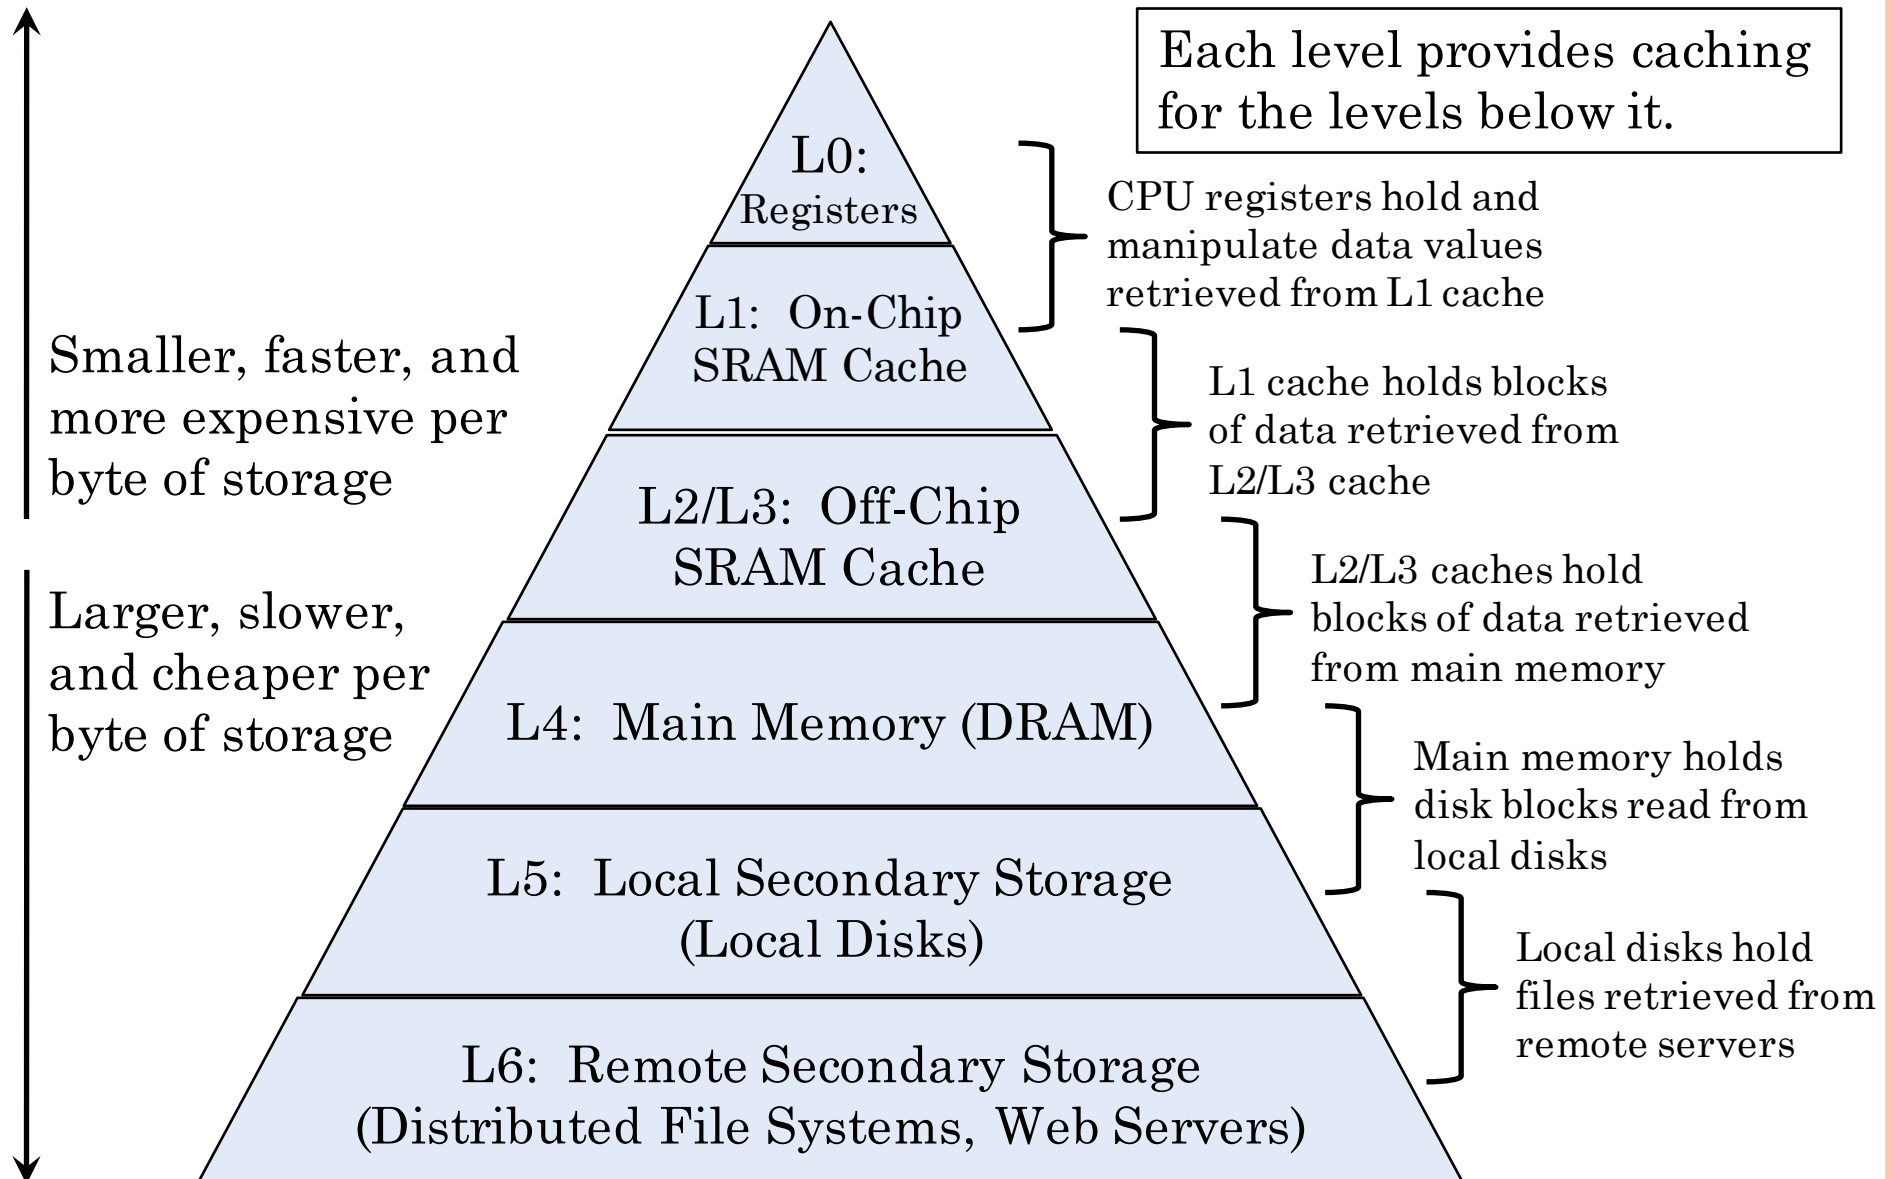 Each level provides caching
for the levels below it.
L0:
Registers
CPU registers hold and
manipulate data values
retrieved from L1 cache
L1: On-Chip
SRAM Cache
Smaller, faster, and
more expensive per
byte of storage
L1 cache holds blocks
of data retrieved from
L2/L3 cache
L2/L3: Off-Chip
SRAM Cache
L2/L3 caches hold
blocks of data retrieved
from main memory
Larger, slower,
and cheaper per
byte of storage
L4: Main Memory (DRAM)
Main memory holds
disk blocks read from
local disks
L5: Local Secondary Storage
(Local Disks)
Local disks hold
files retrieved from
remote servers
L6: Remote Secondary Storage
(Distributed File Systems, Web Servers)